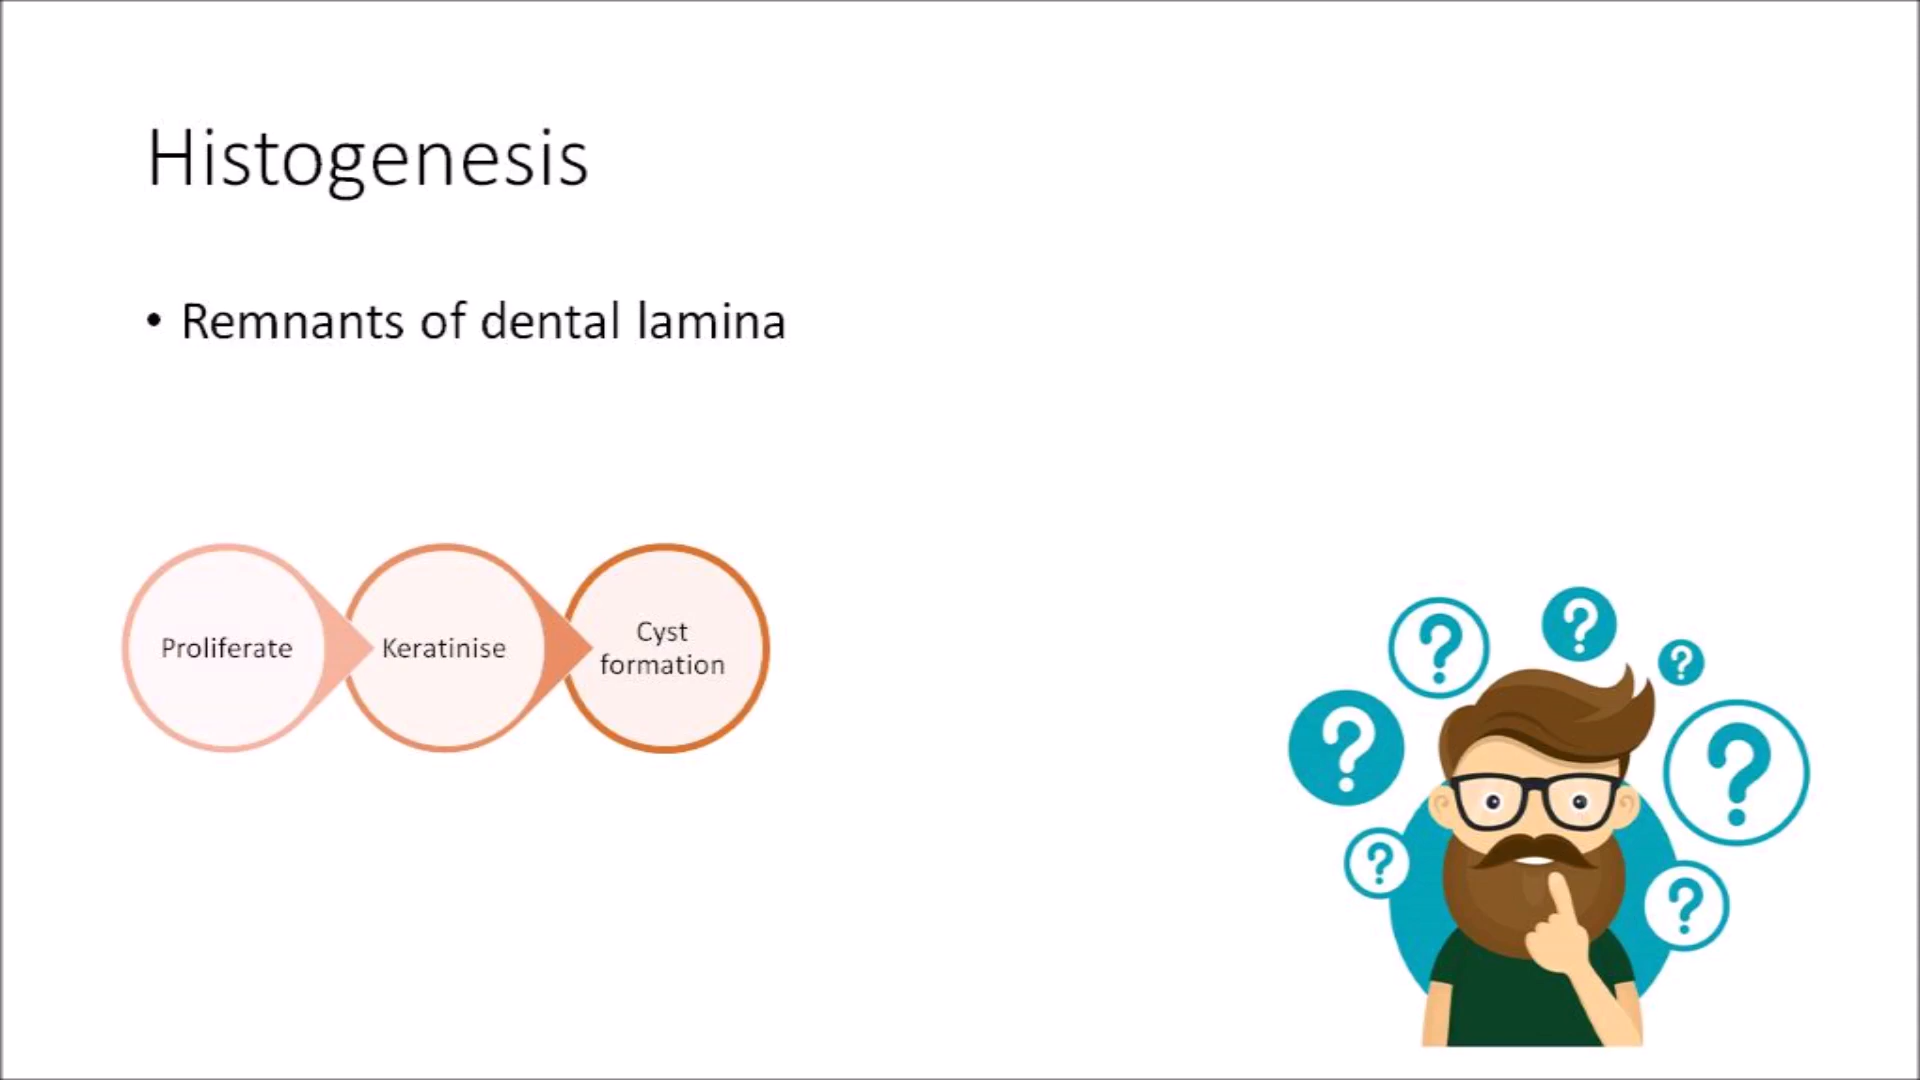 Histogenesis
• Remnants of dental lamina
Proliferate
Keratinise
Cyst
formation
?
?
?
?
?
?
?